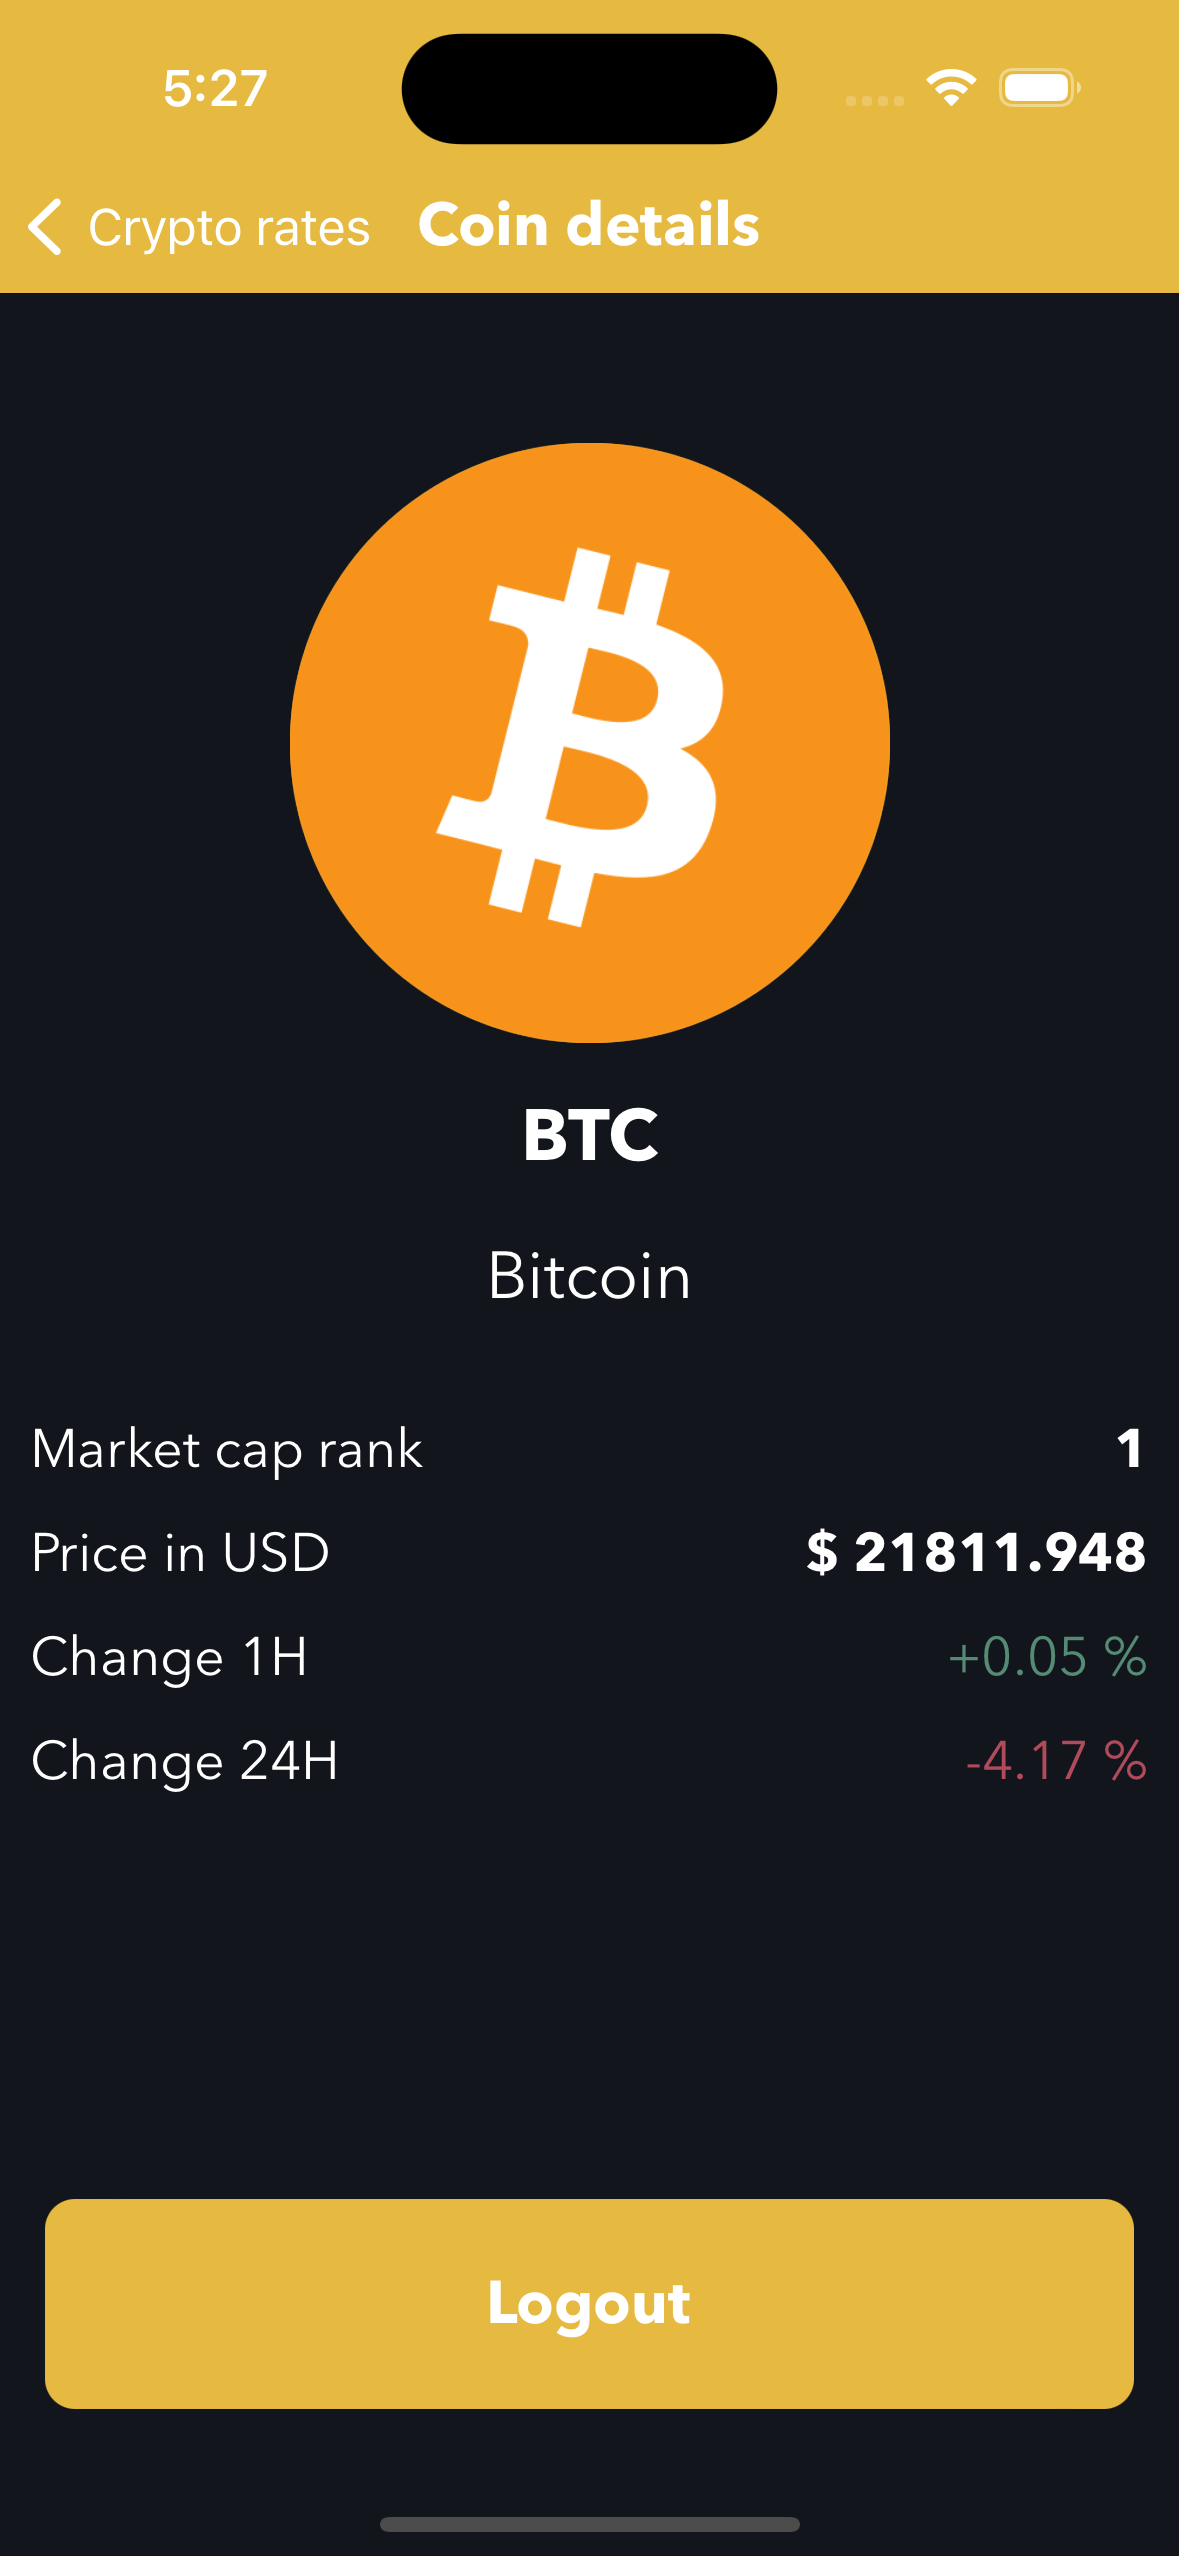 5:27
Crypto rates Coin details
BTC
Bitcoin
Market cap rank 1
Price in USD $ 21811.948
Change 1H +0.05 %
Change 24H -4.17 %
Logout